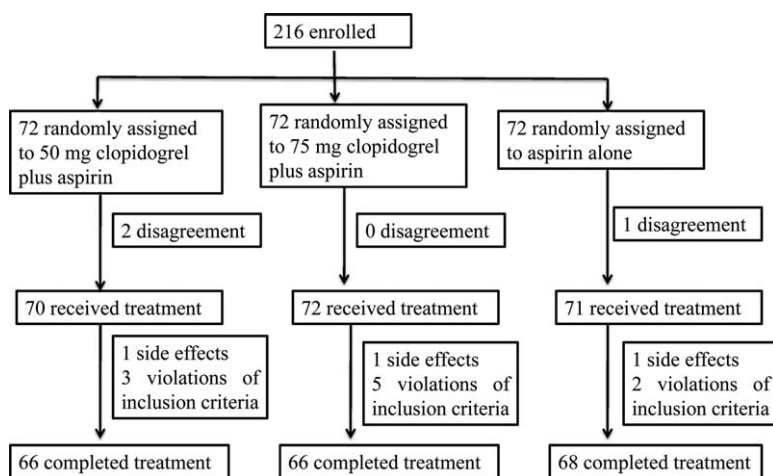 216 enrolled
72 randomly assigned
to 50 mg clopidogrel
plus aspirin
72 randomly assigned
to 75 mg clopidogrel
plus aspirin
72 randomly assigned
to aspirin alone
2 disagreement
0 disagreement
1 disagreement
70 received treatment
72 received treatment
71 received treatment
1 side effects
3 violations of
inclusion criteria
1 side effects
5 violations of
inclusion criteria
1 side effects
2 violations of
inclusion criteria
66 completed treatment
66 completed treatment
68 completed treatment